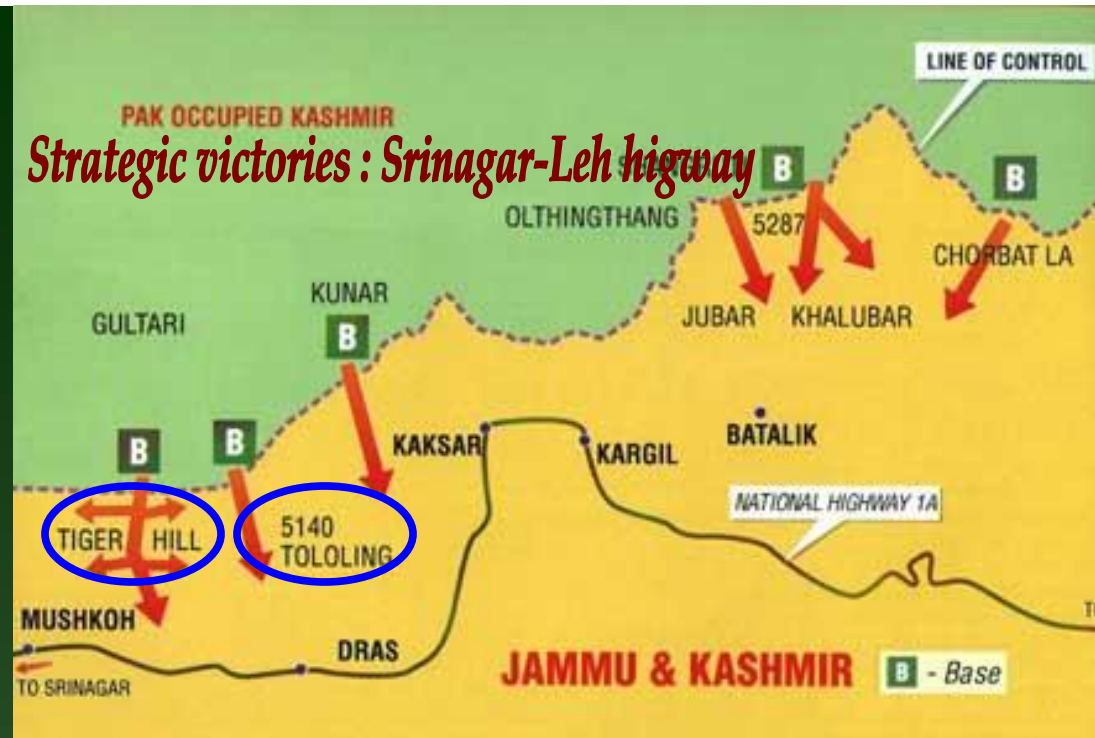 LINE OF CONTROL
PAK OCCUPIED KASHMIR
Strategic victories : Srinagar-Leh higway
B
B
OLTHINGTHANG
5287
CHORBAT LA
KUNAR
GULTARI
B
JUBAR
KHALUBAR
B
B
KAKSAR
KARGIL
BATALIK
NATIONAL HIGHWAY 1A
TIGER HILL
5140
TOLOLING
MUSHKOH
DRAS
TO SRINAGAR
JAMMU & KASHMIR
B - Base